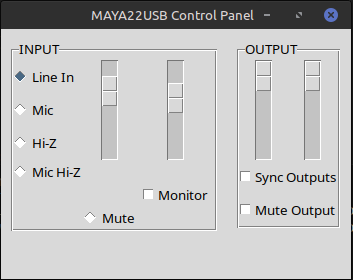 MAYA22USB Control Panel
INPUT
Line In
Mic
Hi-Z
Mic Hi-Z
Monitor
Mute
OUTPUT
Sync Outputs
Mute Output